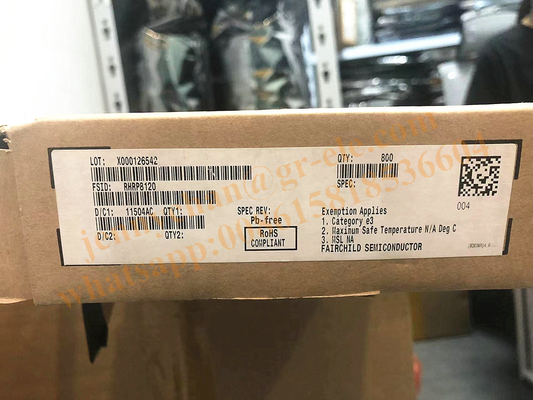 LOT: X000126542
QTY: 800
FSID: RHRP8120
SPEC:
D/C1: 11504AC QTY1:
SPEC REV:
D/C2: QTY2:
Pb-free
RoHS
COMPLIANT
Exemption Applies
1. Category e3
2. Maximum Safe Temperature N/A Deg C
3. MSL NA
FAIRCHILD SEMICONDUCTOR
004